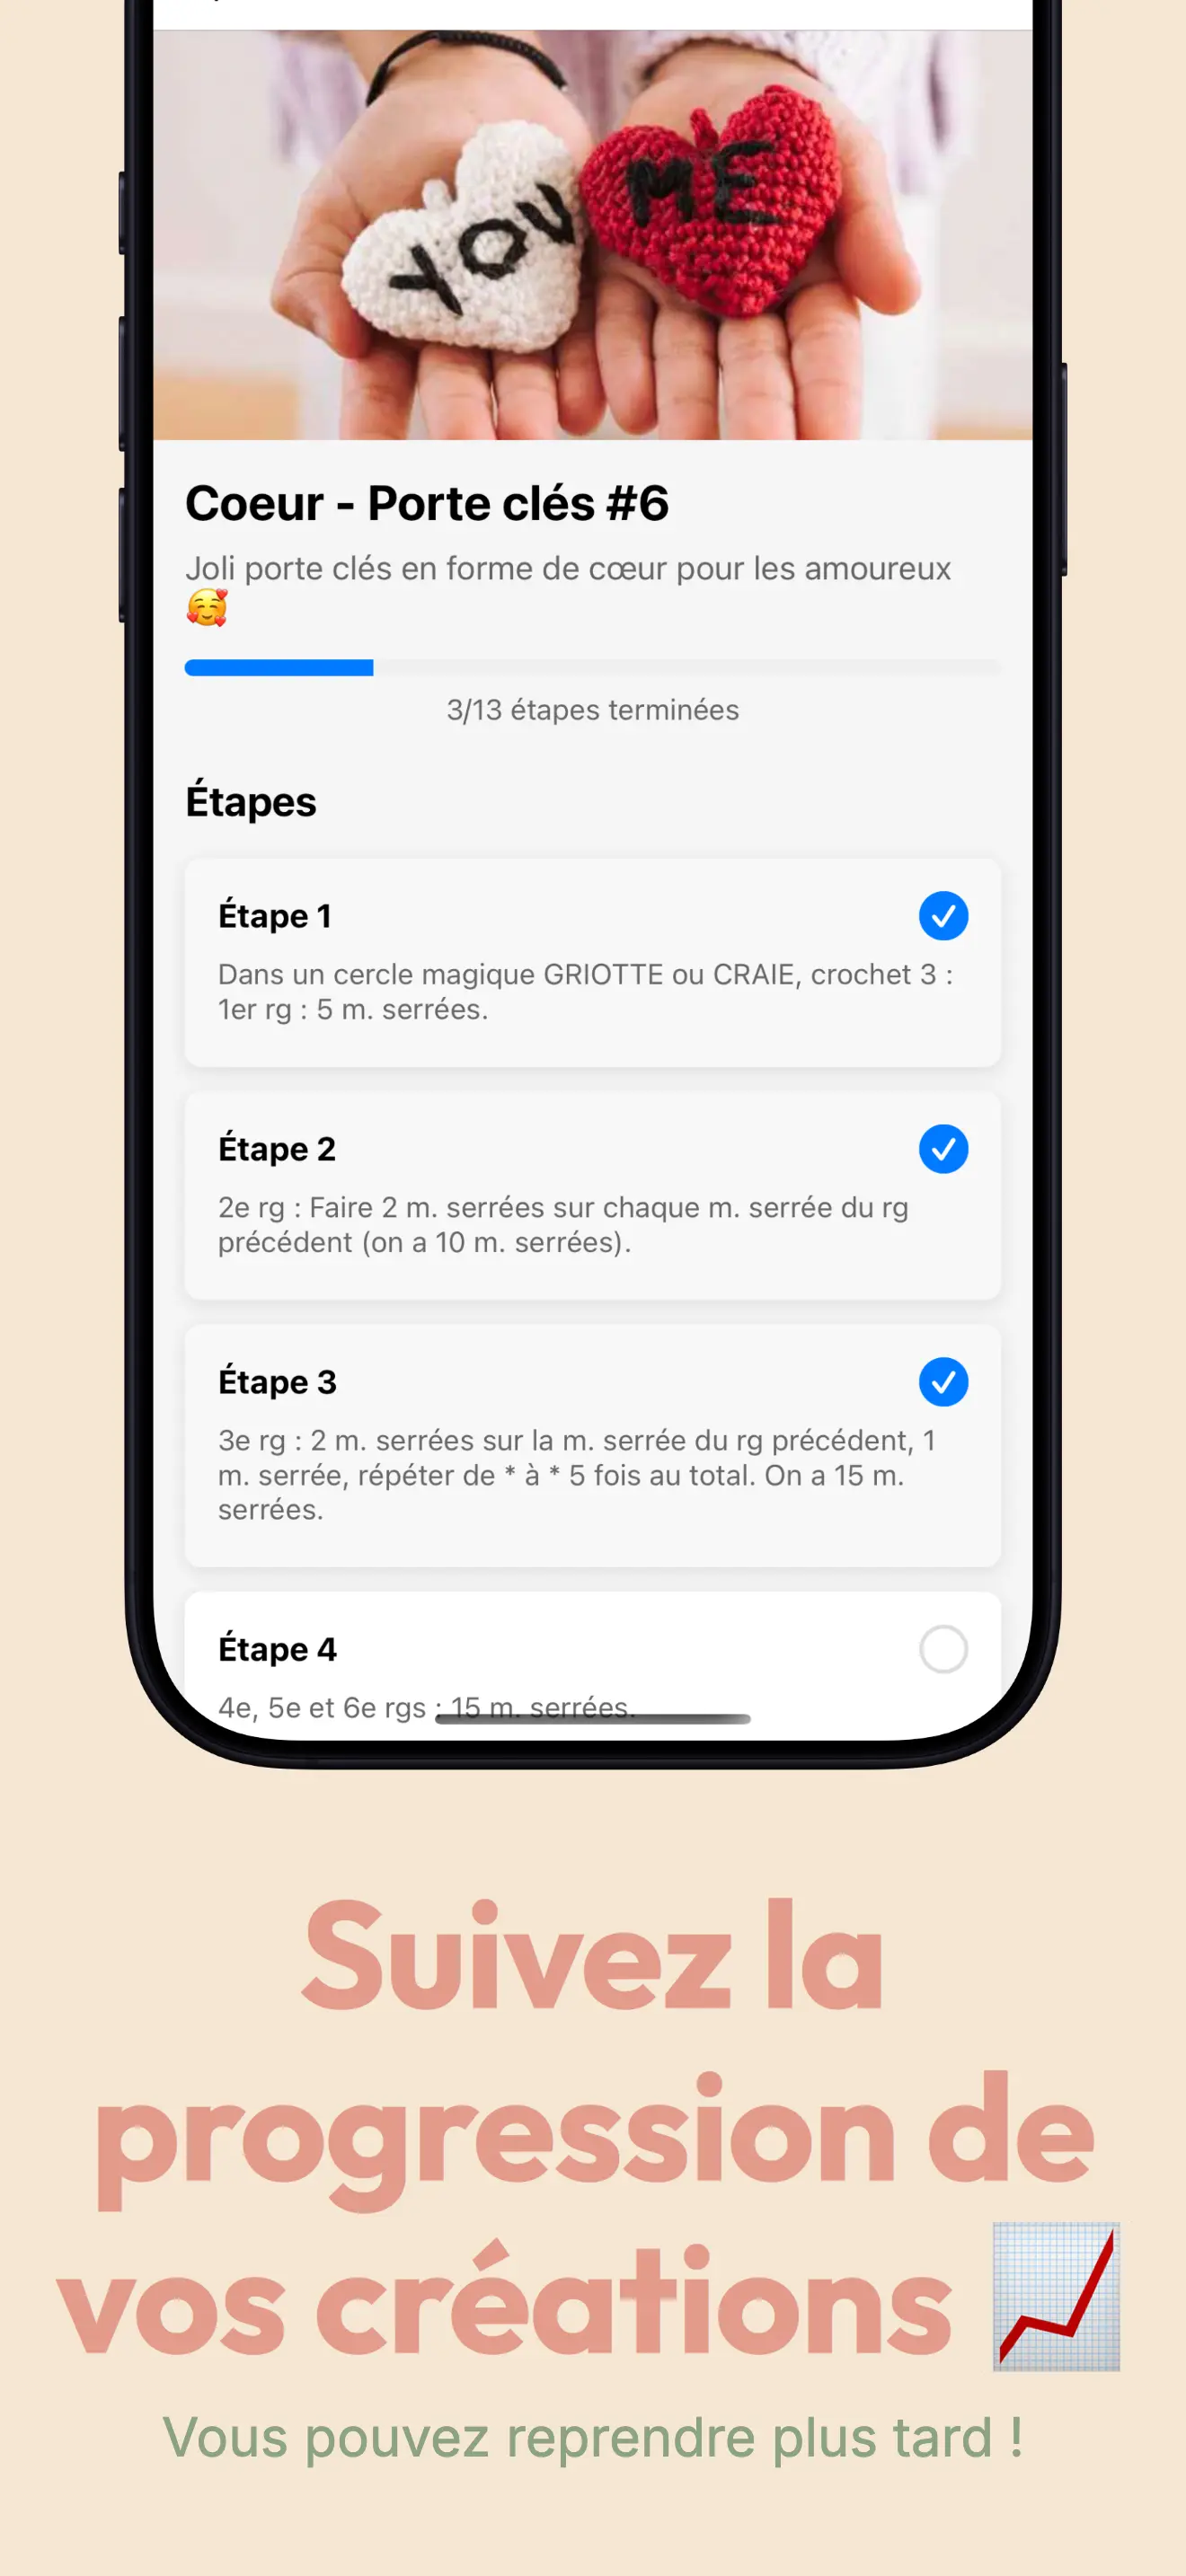 YOU
ME
Coeur - Porte clés #6
Joli porte clés en forme de cœur pour les amoureux
🥰
3/13 étapes terminées
Étapes
Étape 1
Dans un cercle magique GRIOTTE ou CRAIE, crochet 3 :
1er rg : 5 m. serrées.
Étape 2
2e rg : Faire 2 m. serrées sur chaque m. serrée du rg
précédent (on a 10 m. serrées).
Étape 3
3e rg : 2 m. serrées sur la m. serrée du rg précédent, 1
m. serrée, répéter de * à * 5 fois au total. On a 15 m.
serrées.
Étape 4
4e, 5e et 6e rgs : 15 m. serrées.
Suivez la
progression de
vos créations 📈
Vous pouvez reprendre plus tard !